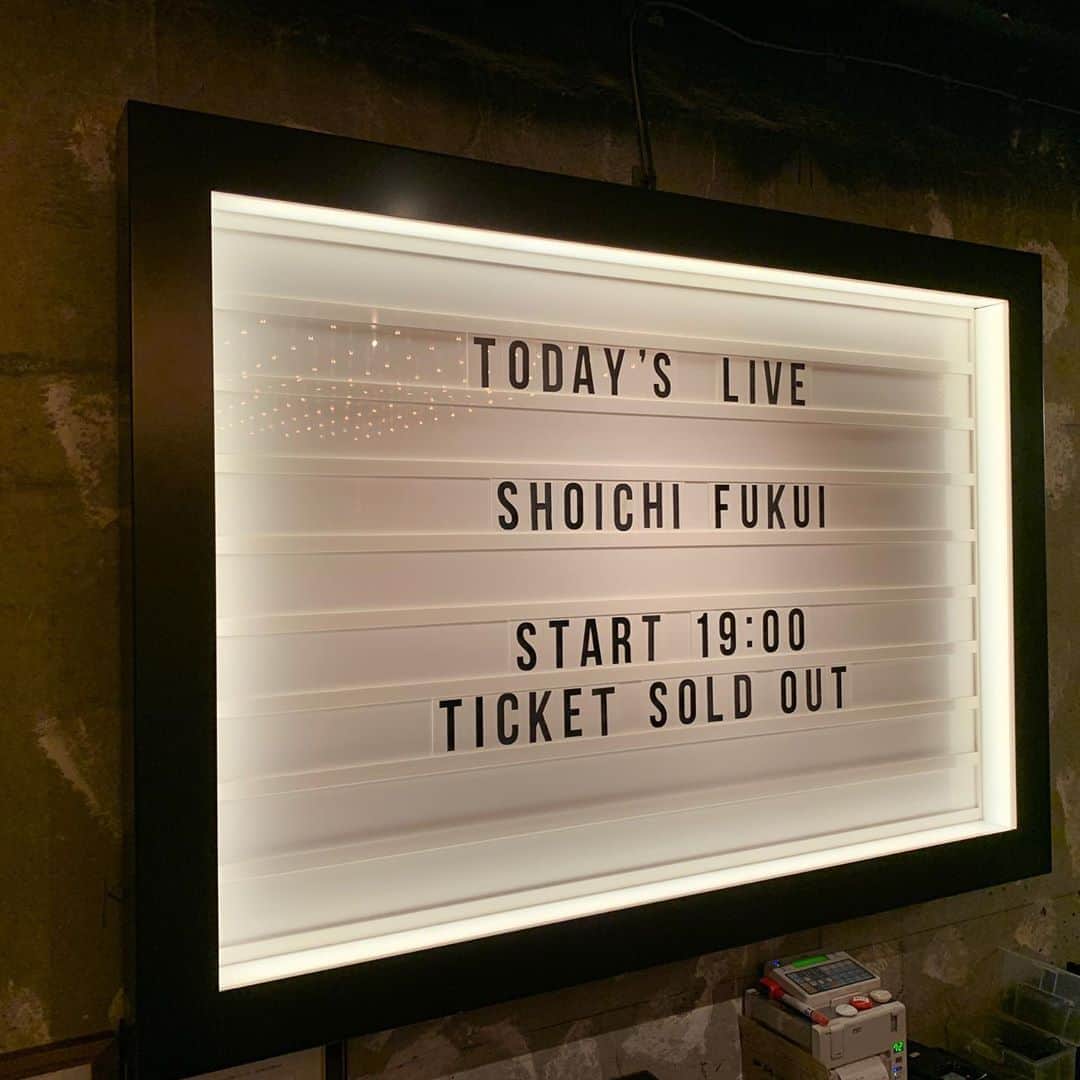 TODAY'S LIVE
SHOICHI FUKUI
START 19:00
TICKET SOLD OUT